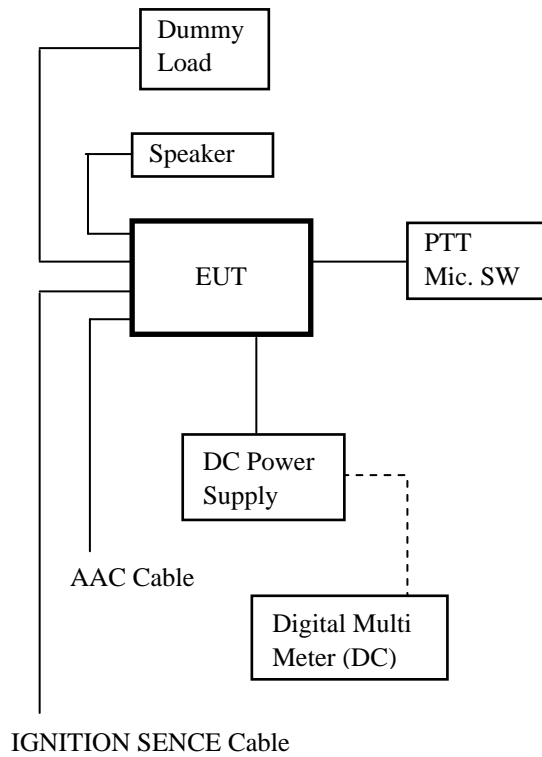 Dummy
Load
Speaker
EUT
PTT
Mic. SW
DC Power
Supply
AAC Cable
Digital Multi
Meter (DC)
IGNITION SENCE Cable